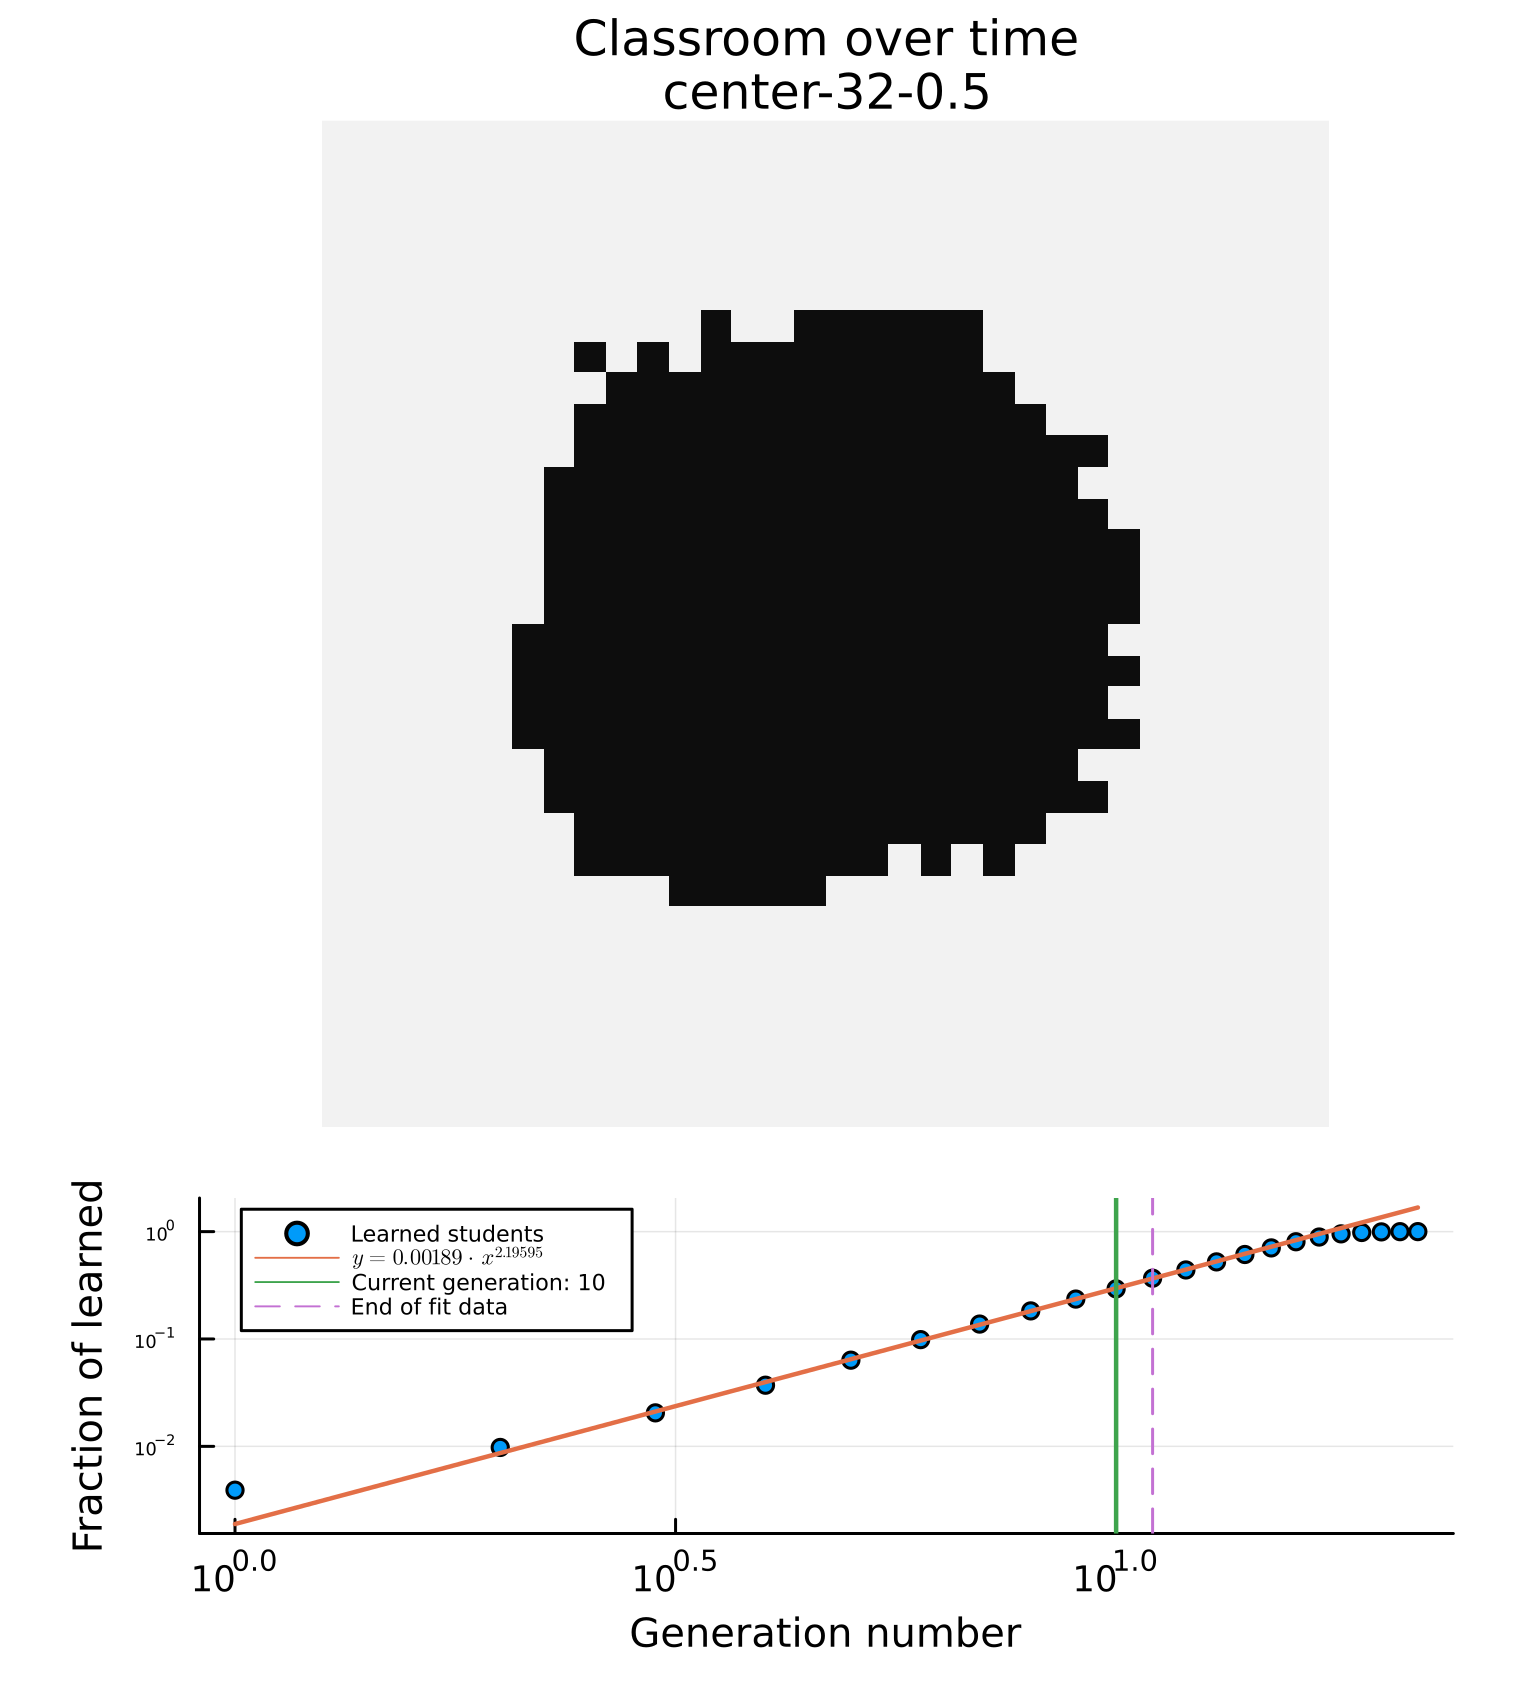 Classroom over time
center-32-0.5
Fraction of learned
10^0
10^−1
10^−2
Learned students
y = 0.00189 · x^2.19595
Current generation: 10
End of fit data
10^0.0 10^0.5 10^1.0
Generation number